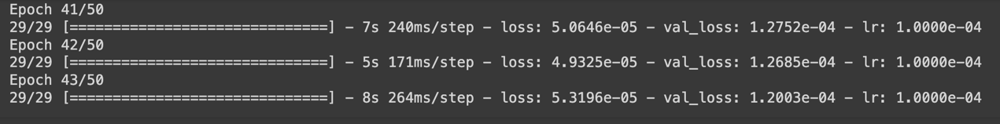 Epoch 41/50
29/29 [==============================] – 7s 240ms/step – loss: 5.0646e-05 – val_loss: 1.2752e-04 – lr: 1.0000e-04
Epoch 42/50
29/29 [==============================] – 5s 171ms/step – loss: 4.9325e-05 – val_loss: 1.2685e-04 – lr: 1.0000e-04
Epoch 43/50
29/29 [==============================] – 8s 264ms/step – loss: 5.3196e-05 – val_loss: 1.2003e-04 – lr: 1.0000e-04